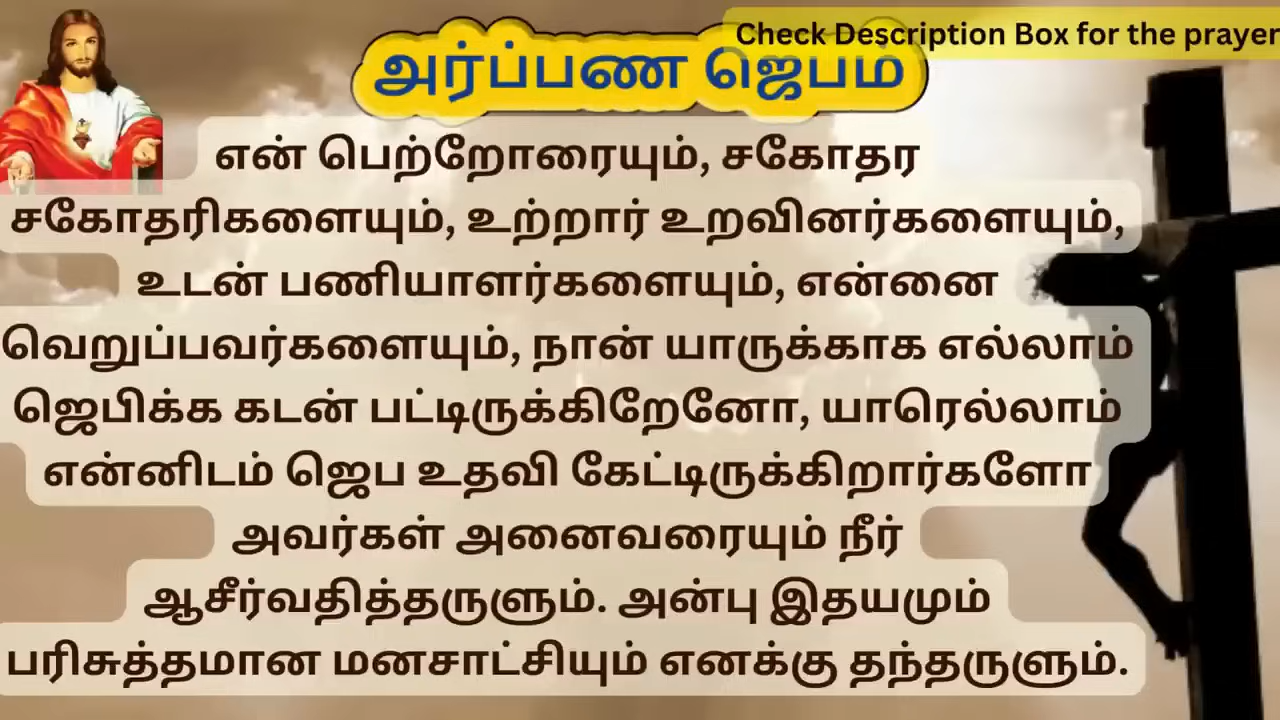 Check Description Box for the prayer
அர்ப்பண ஜெபம்
என் பெற்றோரையும், சகோதர
சகோதரிகளையும், உற்றார் உறவினர்களையும்,
உடன் பணியாளர்களையும், என்னை
வெறுப்பவர்களையும், நான் யாருக்காக எல்லாம்
ஜெபிக்க கடன் பட்டிருக்கிறேனோ, யாரெல்லாம்
என்னிடம் ஜெப உதவி கேட்டிருக்கிறார்களோ
அவர்கள் அனைவரையும் நீர்
ஆசீர்வதித்தருளும். அன்பு இதயமும்
பரிசுத்தமான மனசாட்சியும் எனக்கு தந்தருளும்.